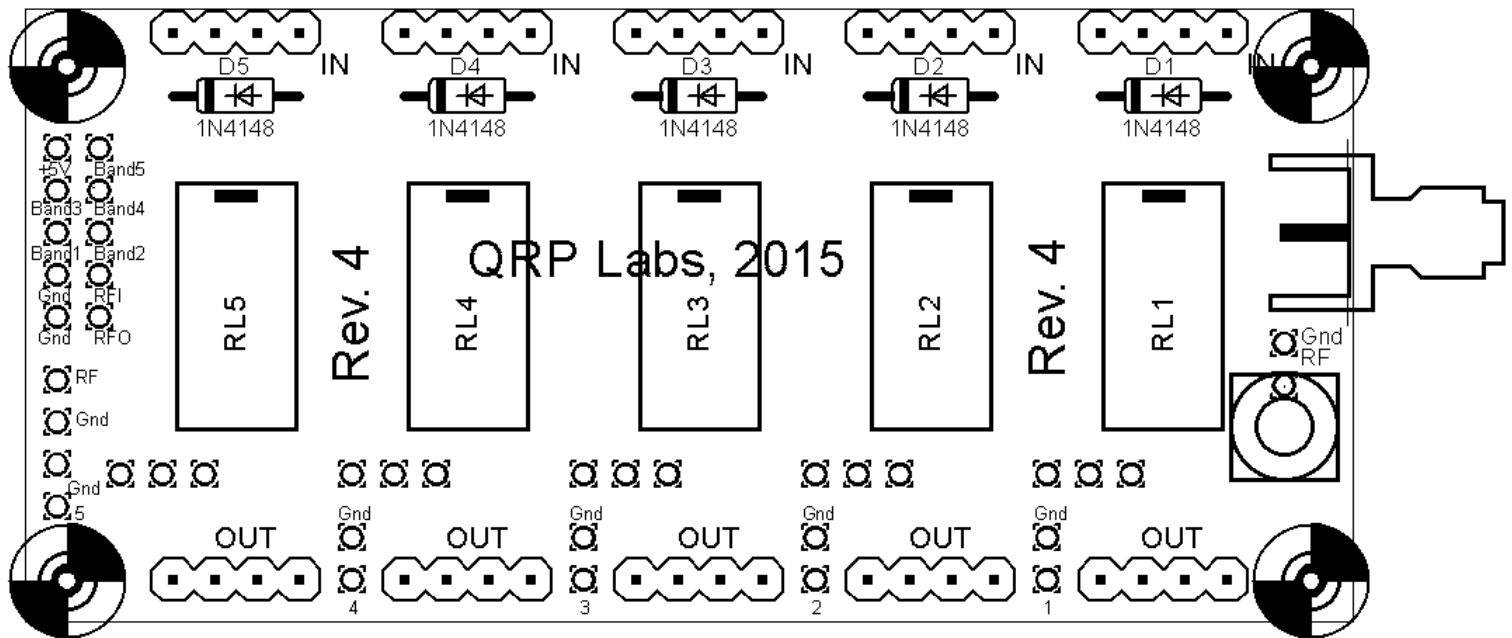 D5 IN D4 IN D3 IN D2 IN D1 IN
1N4148 1N4148 1N4148 1N4148 1N4148
+5V Band5
Band3 Band4
Band1 Band2
Gnd RFI
Gnd RFO
RF
Gnd
Gnd
5
QRP Labs, 2015
RL5
Rev. 4
RL4
RL3
RL2
Rev. 4
RL1
Gnd
RF
Gnd Gnd Gnd Gnd
OUT OUT OUT OUT OUT
4 3 2 1